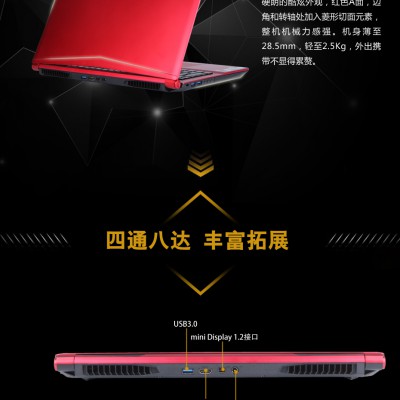 硬朗的酷炫外观，红色A面，边
角和转轴处加入菱形切面元素，
整机机械力感强。机身薄至
28.5mm，轻至2.5Kg，外出携
带不显得累赘。
四通八达 丰富拓展
USB3.0
mini Display 1.2接口